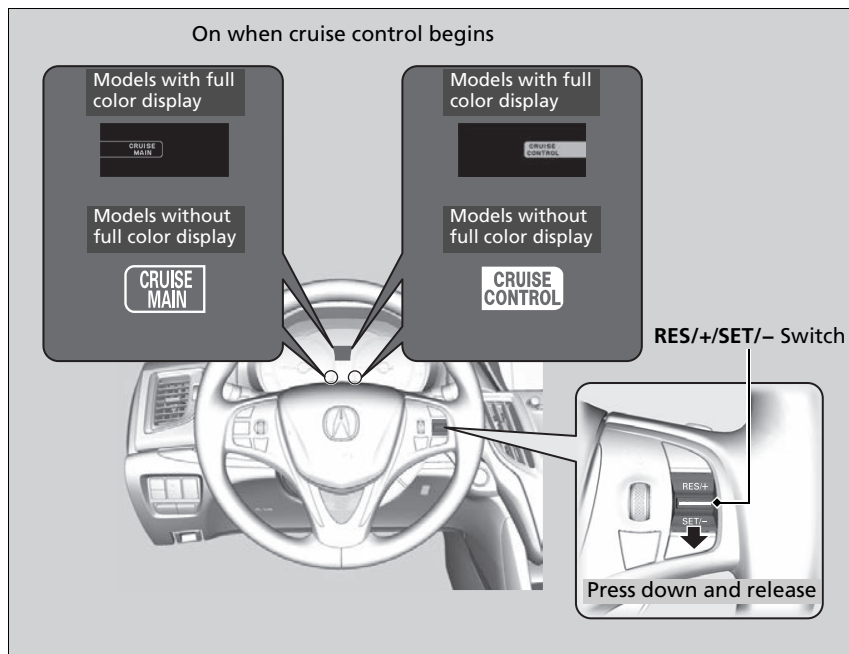 On when cruise control begins
Models with full
color display
CRUISE
MAIN
Models without
full color display
CRUISE
MAIN
Models with full
color display
CRUISE
CONTROL
Models without
full color display
CRUISE
CONTROL
RES/+/SET/− Switch
RES/+
SET/−
Press down and release